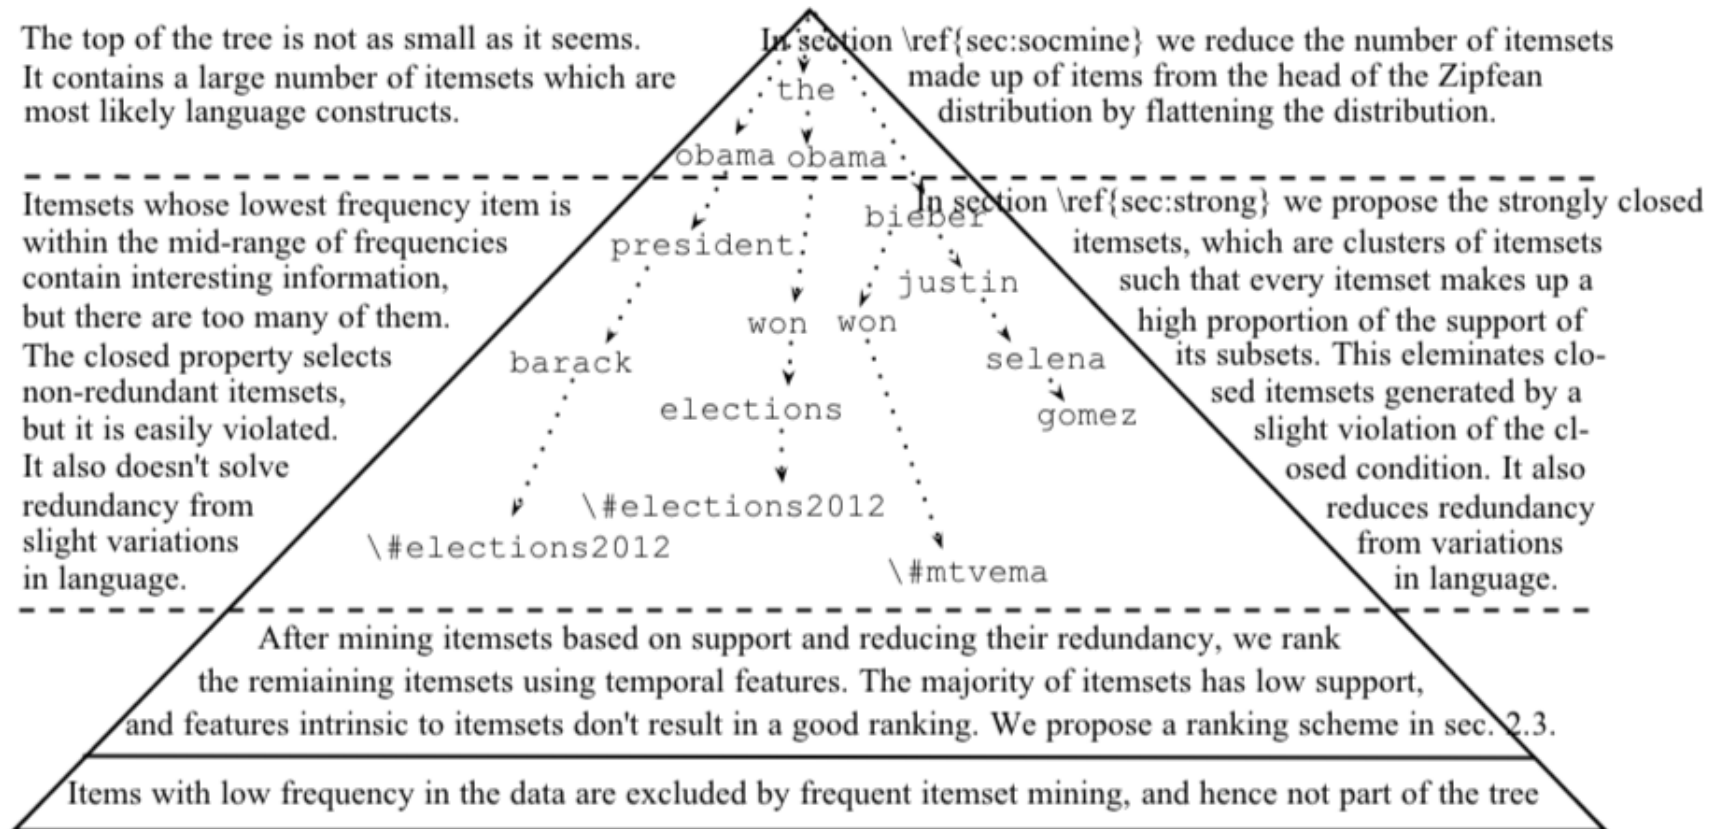 The top of the tree is not as small as it seems.
It contains a large number of itemsets which are
most likely language constructs.
In section \ref{sec:socmine} we reduce the number of itemsets
made up of items from the head of the Zipfean
distribution by flattening the distribution.
the
obama obama
Itemsets whose lowest frequency item is
within the mid-range of frequencies
contain interesting information,
but there are too many of them.
The closed property selects
non-redundant itemsets,
but it is easily violated.
It also doesn't solve
redundancy from
slight variations
in language.
bieber
president
justin
won won
barack
selena
elections
gomez
\#elections2012
\#elections2012
\#mtvema
In section \ref{sec:strong} we propose the strongly closed
itemsets, which are clusters of itemsets
such that every itemset makes up a
high proportion of the support of
its subsets. This eleminates clo-
sed itemsets generated by a
slight violation of the cl-
osed condition. It also
reduces redundancy
from variations
in language.
After mining itemsets based on support and reducing their redundancy, we rank
the remiaining itemsets using temporal features. The majority of itemsets has low support,
and features intrinsic to itemsets don't result in a good ranking. We propose a ranking scheme in sec. 2.3.
Items with low frequency in the data are excluded by frequent itemset mining, and hence not part of the tree